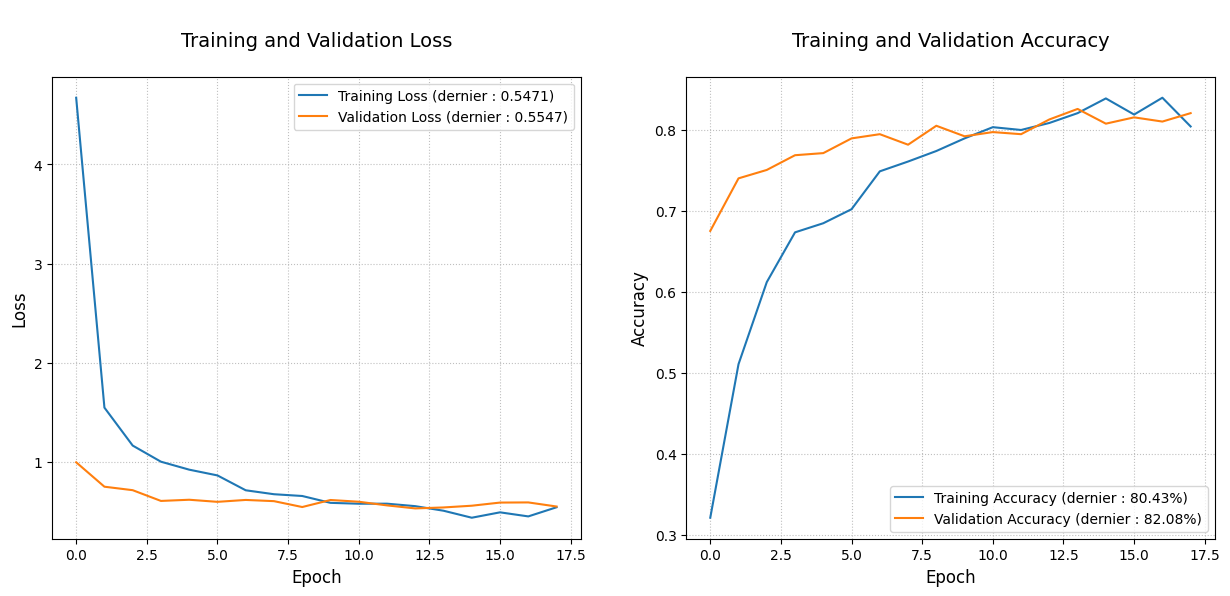 Training and Validation Loss
Training Loss (dernier : 0.5471)
Validation Loss (dernier : 0.5547)
4
3
2
1
Loss
0.0 2.5 5.0 7.5 10.0 12.5 15.0 17.5
Epoch
Training and Validation Accuracy
0.8
0.7
0.6
0.5
0.4
0.3
Accuracy
Training Accuracy (dernier : 80.43%)
Validation Accuracy (dernier : 82.08%)
0.0 2.5 5.0 7.5 10.0 12.5 15.0 17.5
Epoch